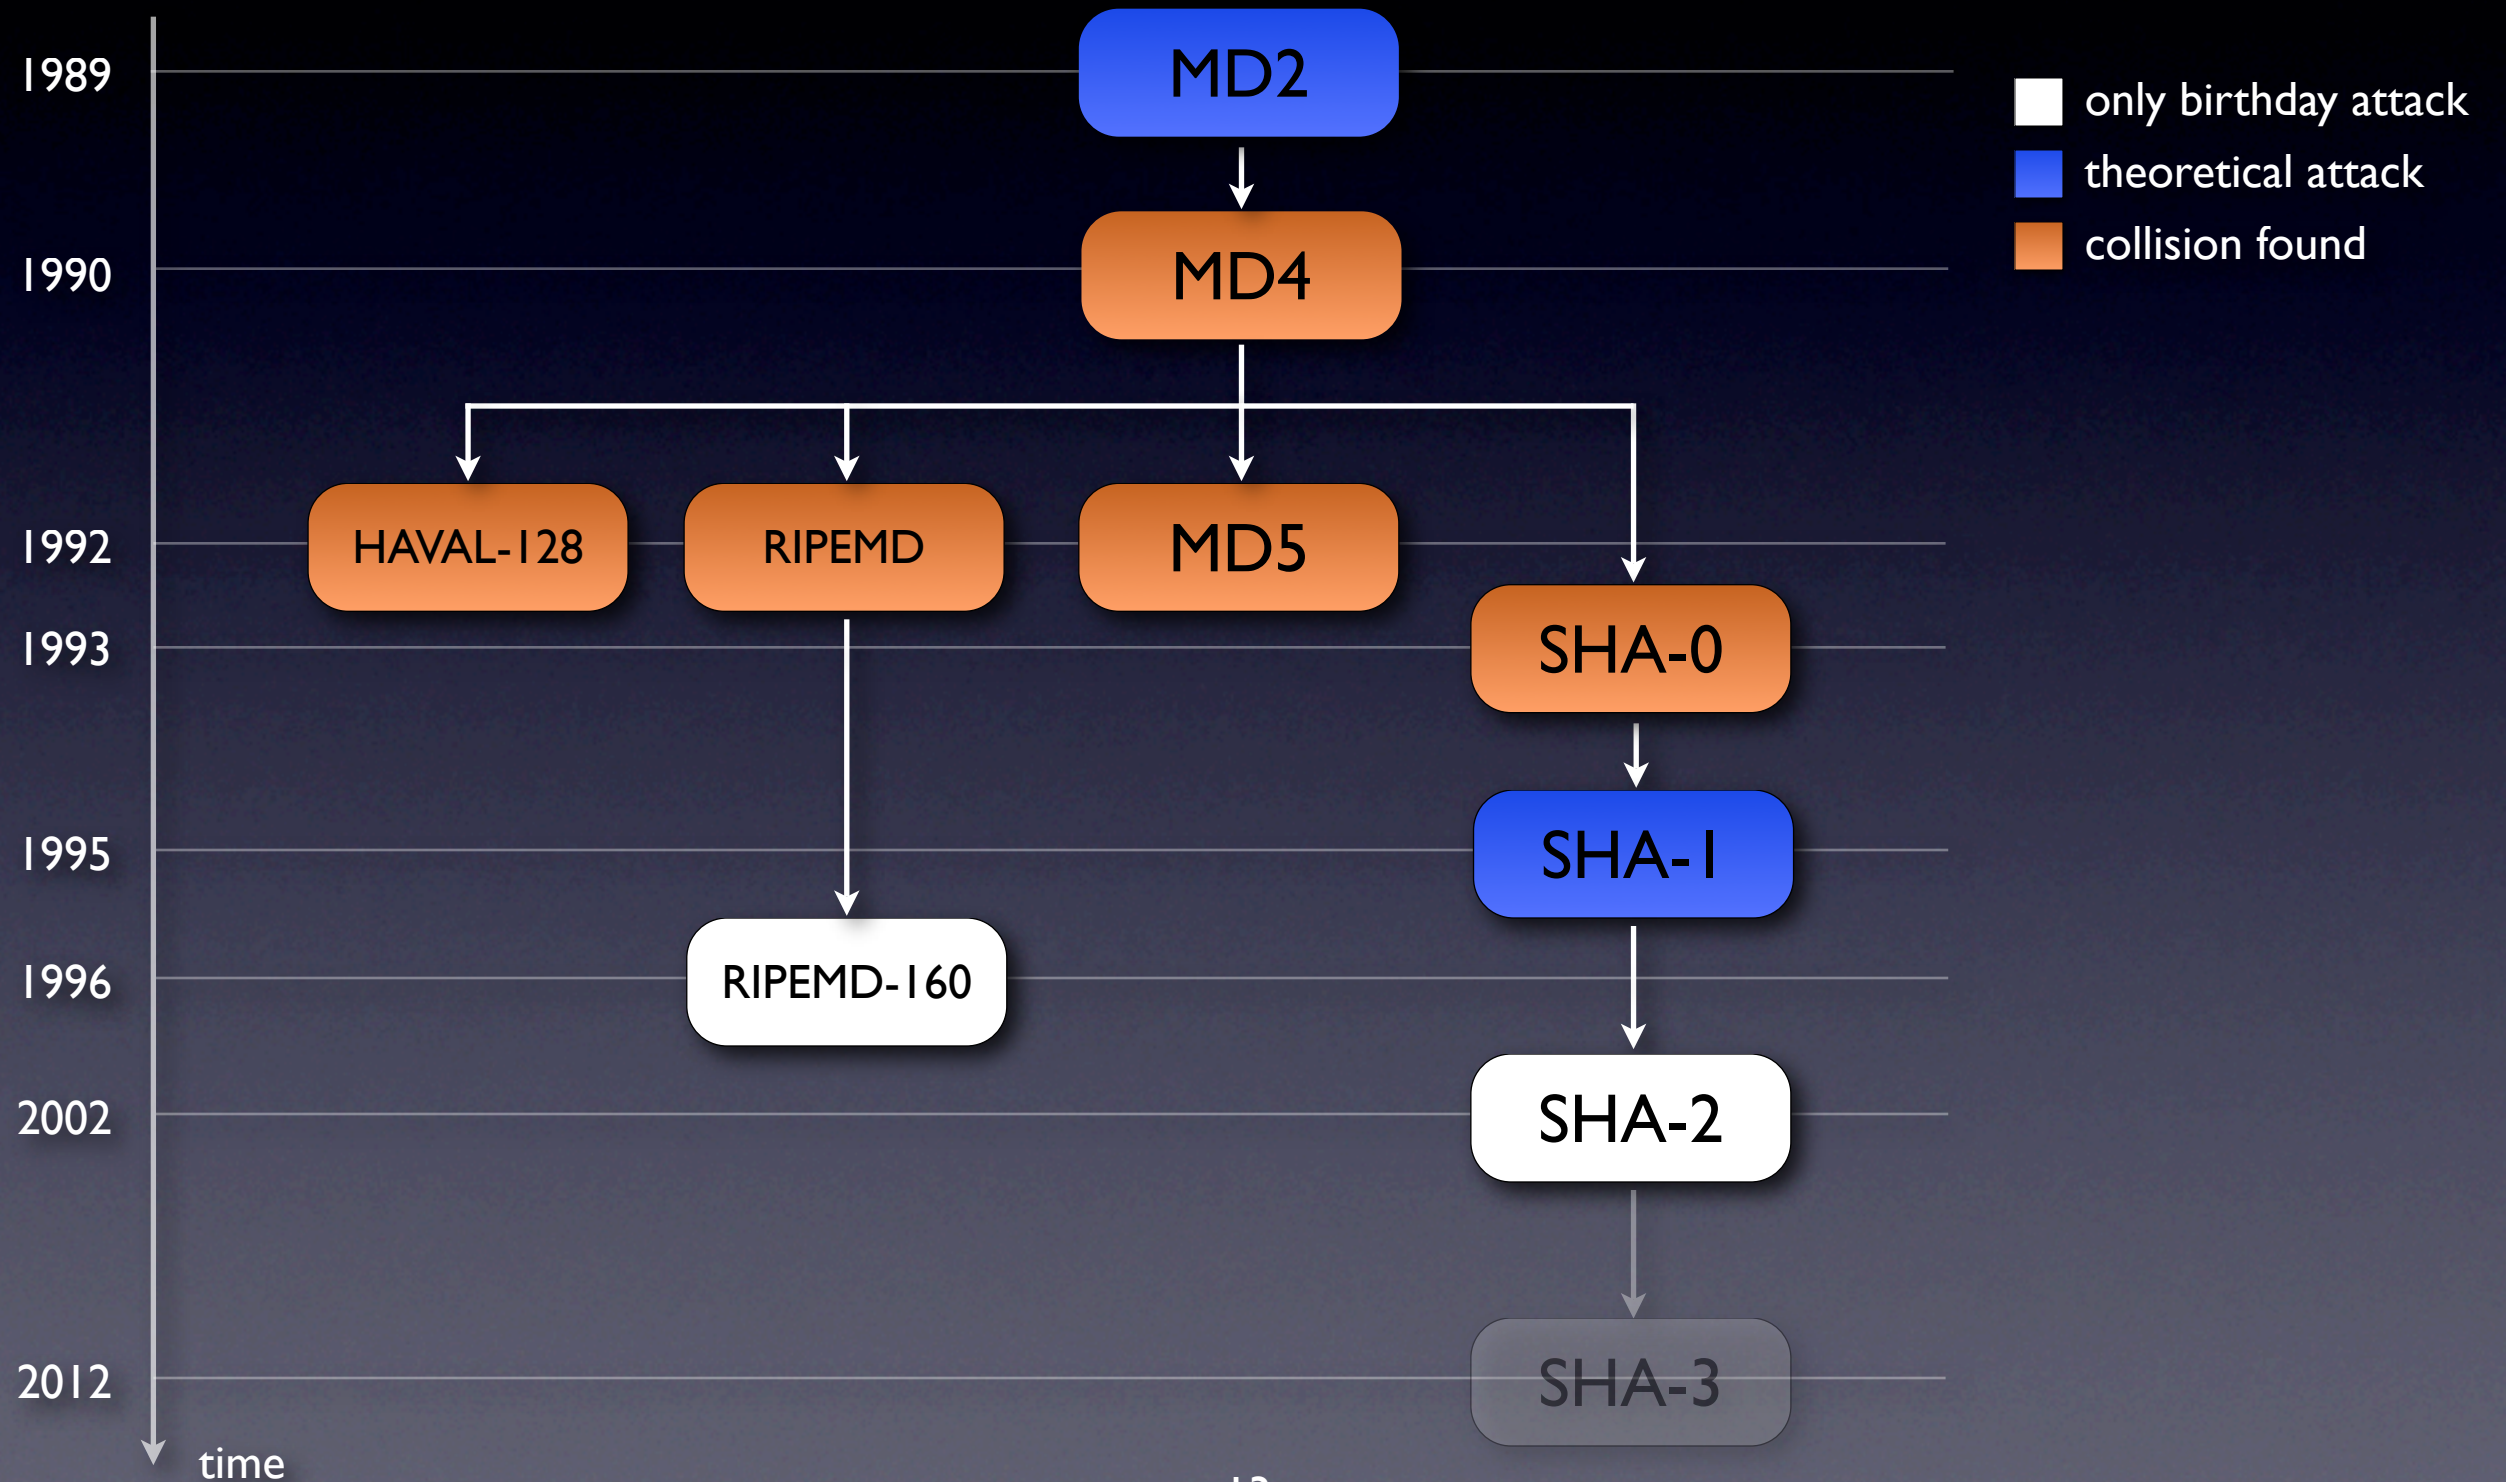 1989
MD2
only birthday attack
theoretical attack
collision found
1990
MD4
1992
HAVAL-128
RIPEMD
MD5
1993
SHA-0
1995
SHA-1
1996
RIPEMD-160
2002
SHA-2
2012
SHA-3
time